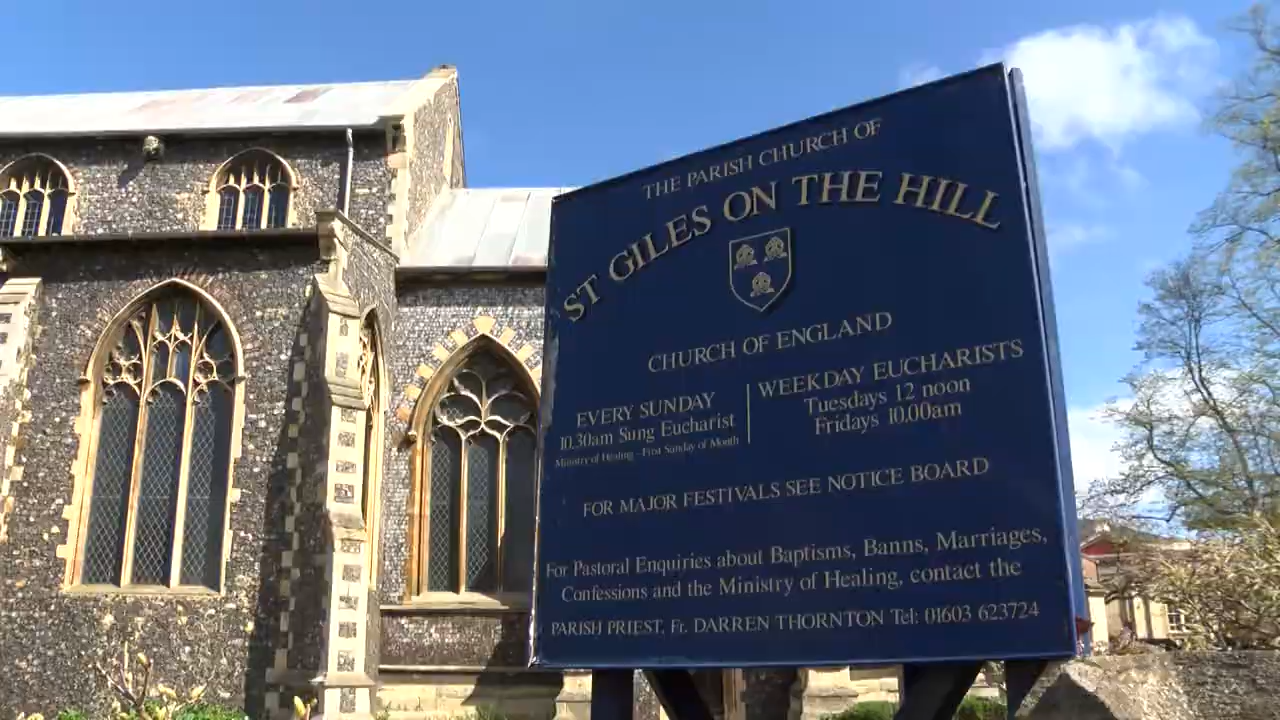 THE PARISH CHURCH OF
ST GILES ON THE HILL
CHURCH OF ENGLAND
EVERY SUNDAY
10.30am Sung Eucharist
Ministry of Healing - First Sunday of Month
WEEKDAY EUCHARISTS
Tuesdays 12 noon
Fridays 10.00am
FOR MAJOR FESTIVALS SEE NOTICE BOARD
For Pastoral Enquiries about Baptisms, Banns, Marriages,
Confessions and the Ministry of Healing, contact the
PARISH PRIEST, Fr. DARREN THORNTON Tel: 01603 623724